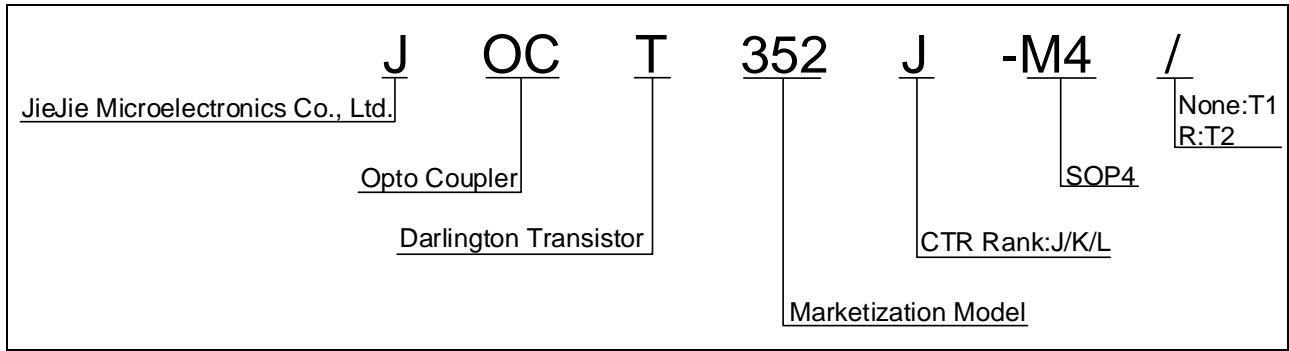 J OC T 352 J -M4 /
JieJie Microelectronics Co., Ltd.
None:T1
R:T2
Opto Coupler
SOP4
Darlington Transistor
CTR Rank:J/K/L
Marketization Model